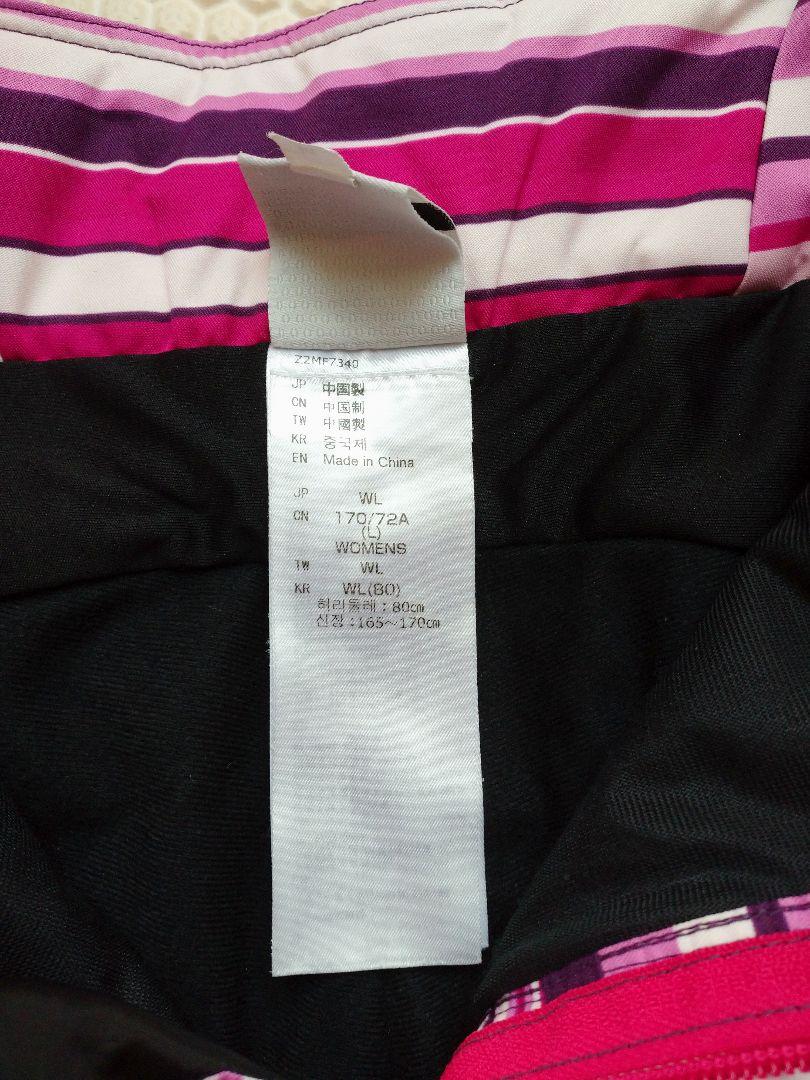 Z2MF7340
JP 中国製
CN 中国制
TW 中國製
KR 중국제
EN Made in China
JP WL
CN 170/72A
(L)
WOMENS
TW WL
KR WL(80)
허리둘레 : 80cm
신장 : 165~170cm